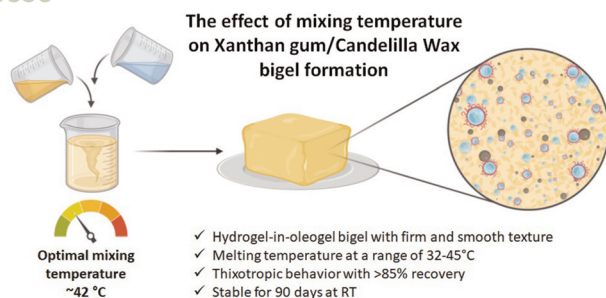 The effect of mixing temperature
on Xanthan gum/Candelilla Wax
bigel formation
Optimal mixing
temperature
~42 °C
✓ Hydrogel-in-oleogel bigel with firm and smooth texture
✓ Melting temperature at a range of 32-45°C
✓ Thixotropic behavior with >85% recovery
✓ Stable for 90 days at RT